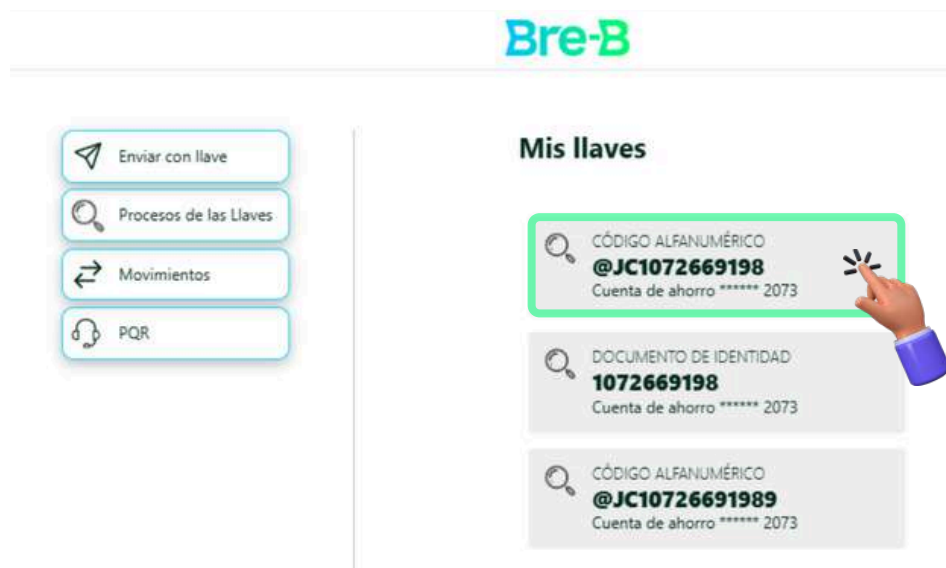 Bre-B
Enviar con llave
Procesos de las Llaves
Movimientos
PQR
Mis llaves
CÓDIGO ALFANUMÉRICO
@JC1072669198
Cuenta de ahorro ****** 2073
DOCUMENTO DE IDENTIDAD
1072669198
Cuenta de ahorro ****** 2073
CÓDIGO ALFANUMÉRICO
@JC10726691989
Cuenta de ahorro ****** 2073